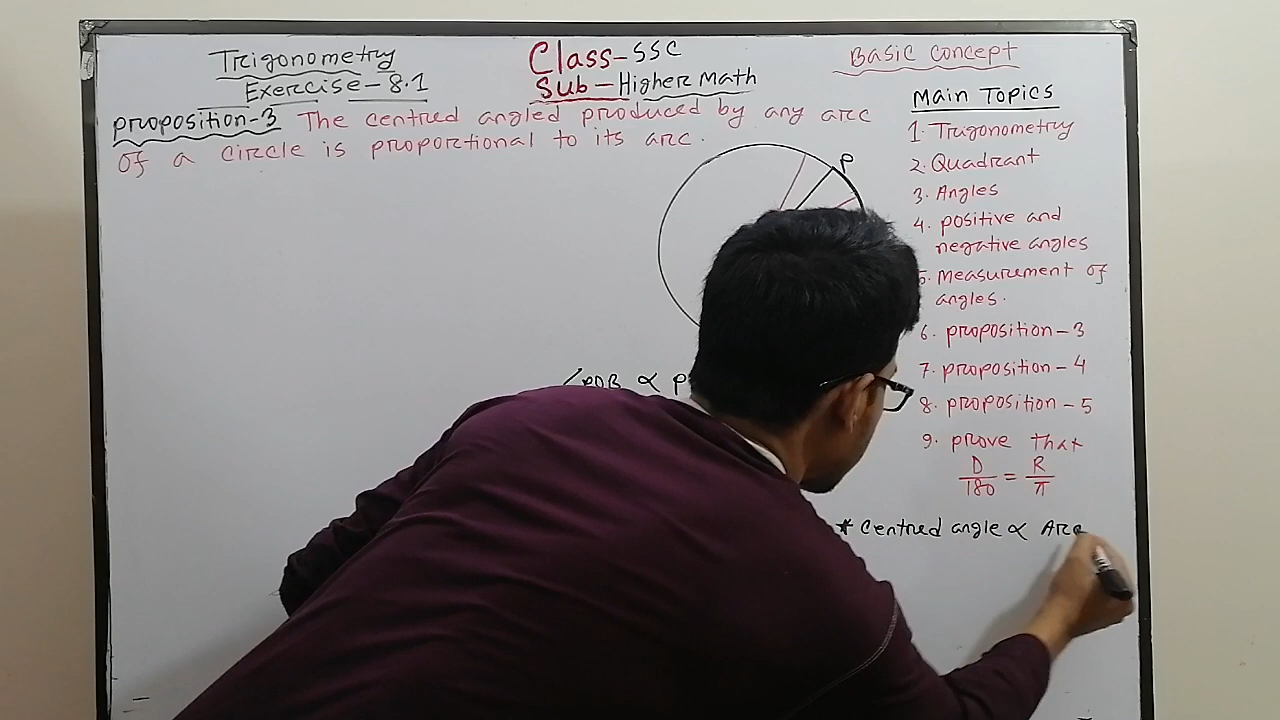 Trigonometry
Exercise-8.1
Class-SSC
Sub-Higher Math
Basic Concept
proposition-3 The centred angled produced by any arc
of a circle is proportional to its arc.
P
∠POB ∝ P
Main Topics
1. Trigonometry
2. Quadrant
3. Angles
4. positive and
negative angles
5. Measurement of
angles.
6. proposition-3
7. proposition-4
8. proposition-5
9. prove that
D/180 = R/π
* Centred angle ∝ Arc